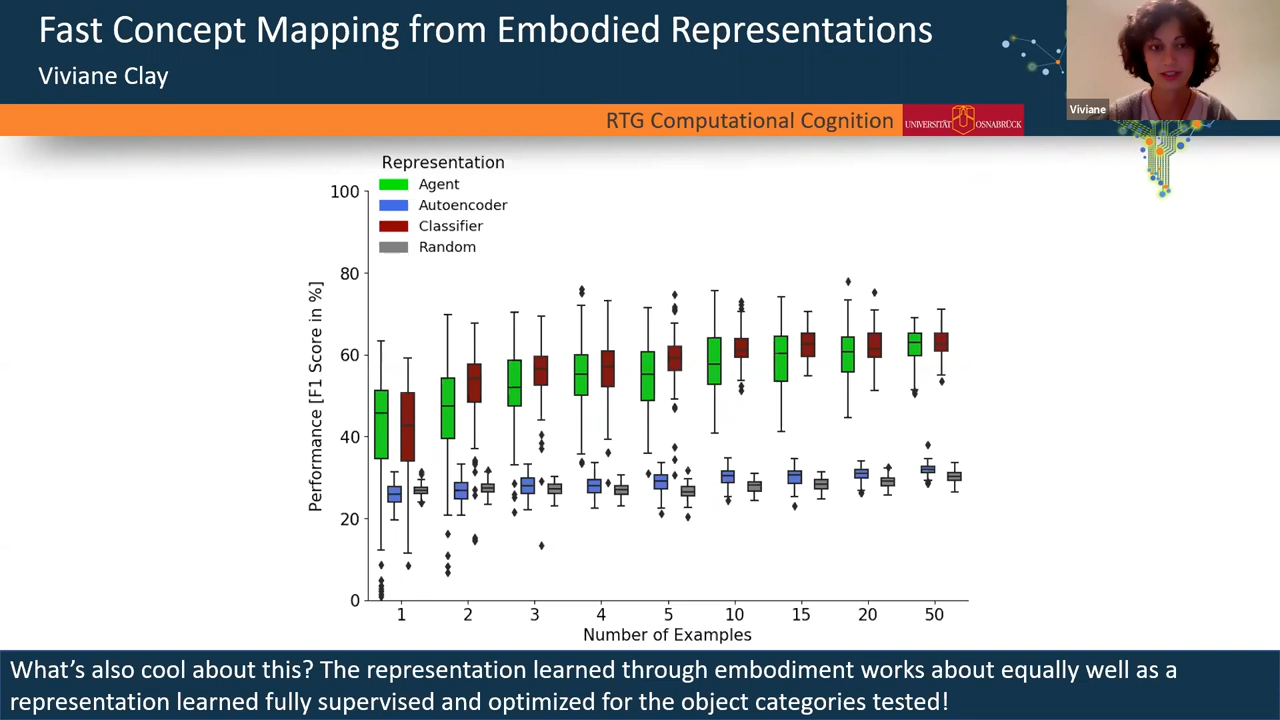 Fast Concept Mapping from Embodied Representations
Viviane Clay
Viviane
RTG Computational Cognition
UNIVERSITÄT OSNABRÜCK
Representation
Agent
Autoencoder
Classifier
Random
Performance [F1 Score in %]
100
80
60
40
20
0
1 2 3 4 5 10 15 20 50
Number of Examples
What's also cool about this? The representation learned through embodiment works about equally well as a
representation learned fully supervised and optimized for the object categories tested!